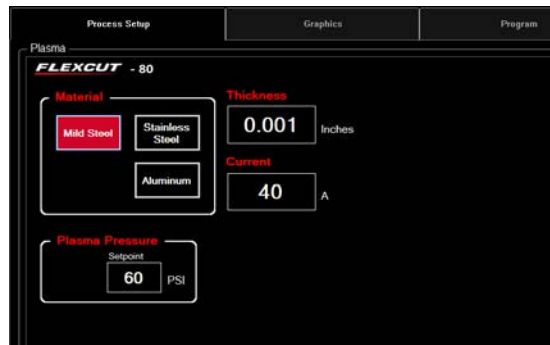 Process Setup
Graphics
Program
Plasma
FLEXCUT - 80
Material
Mild Steel
Stainless
Steel
Aluminum
Thickness
0.001 Inches
Current
40 A
Plasma Pressure
Setpoint
60 PSI